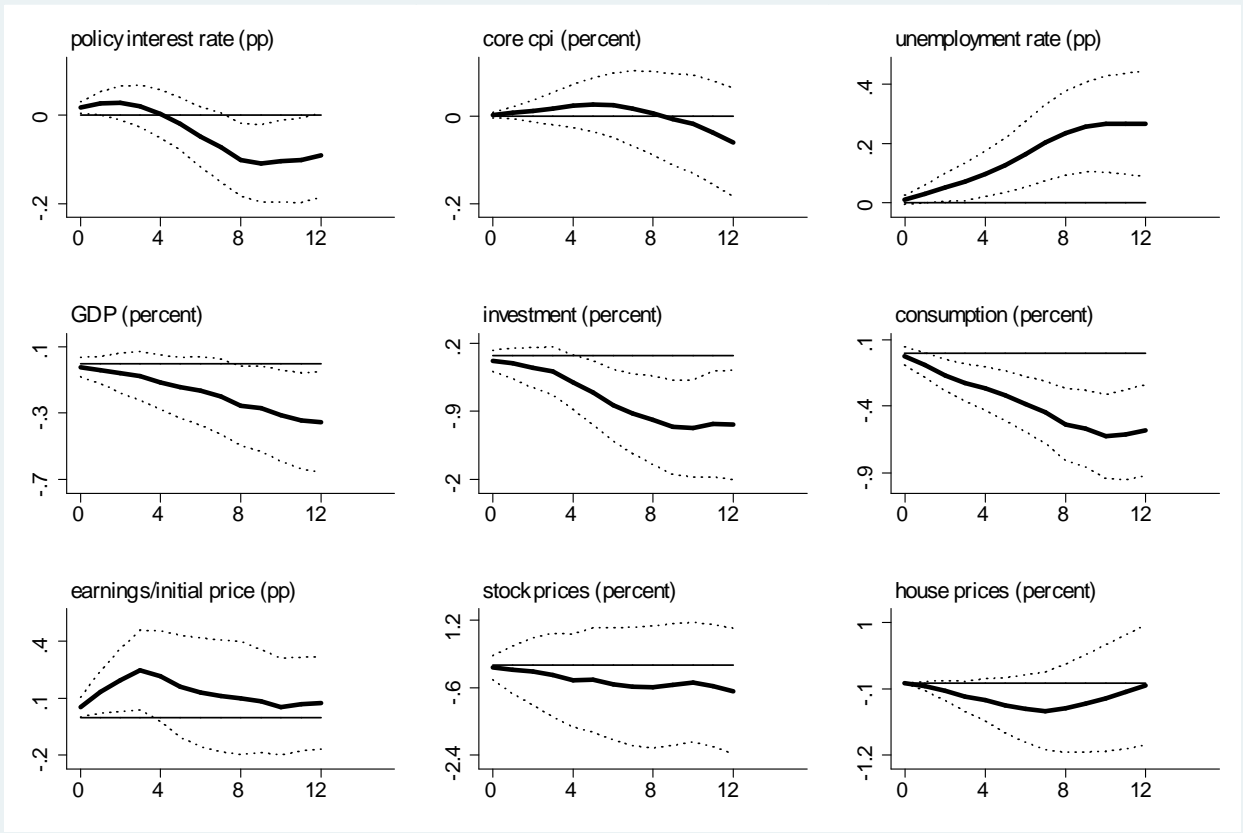 policy interest rate (pp)
core cpi (percent)
unemployment rate (pp)
0
-.2
0 4 8 12
0
-.2
0 4 8 12
.4
.2
0
0 4 8 12
GDP (percent)
investment (percent)
consumption (percent)
.1
-.3
-.7
0 4 8 12
.2
-.9
-2
0 4 8 12
.1
-.4
-.9
0 4 8 12
earnings/initial price (pp)
stock prices (percent)
house prices (percent)
.4
.1
-.2
0 4 8 12
1.2
-.6
-2.4
0 4 8 12
1
-.1
-1.2
0 4 8 12